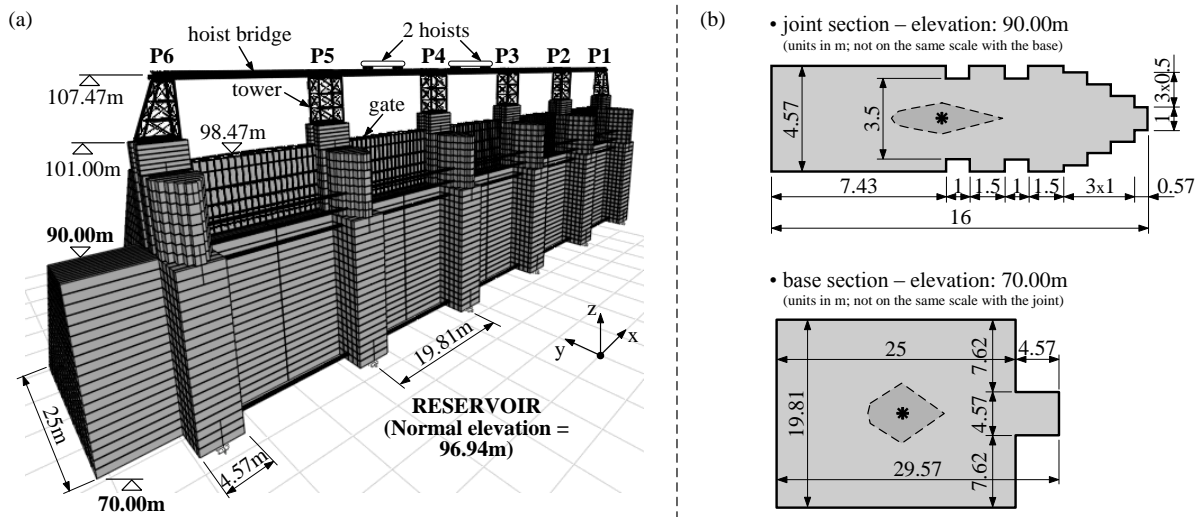 (a)
hoist bridge
2 hoists
P6
P5
P4
P3
P2
P1
107.47m
tower
gate
98.47m
101.00m
90.00m
19.81m
z
y
x
RESERVOIR
(Normal elevation =
96.94m)
25m
4.57m
70.00m
(b)
• joint section – elevation: 90.00m
(units in m; not on the same scale with the base)
4.57
3.5
3x0.5
1
7.43
1
1.5
1
1.5
3x1
0.57
16
• base section – elevation: 70.00m
(units in m; not on the same scale with the joint)
25
7.62
4.57
19.81
4.57
29.57
7.62